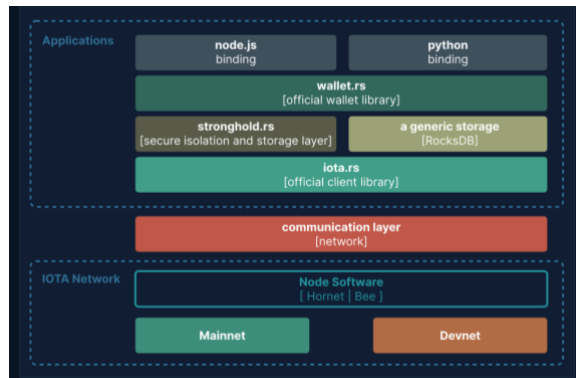 Applications
node.js
binding
python
binding
wallet.rs
[official wallet library]
stronghold.rs
[secure isolation and storage layer]
a generic storage
[RocksDB]
iota.rs
[official client library]
communication layer
[network]
IOTA Network
Node Software
[ Hornet | Bee ]
Mainnet
Devnet